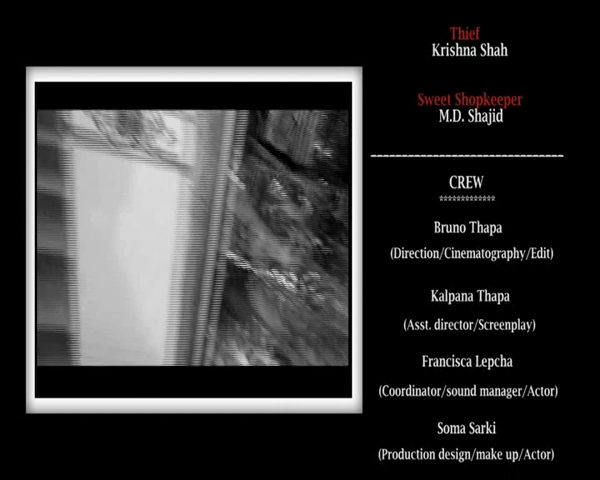 Thief
Krishna Shah
Sweet Shopkeeper
M.D. Shajid
CREW
*************
Bruno Thapa
(Direction/Cinematography/Edit)
Kalpana Thapa
(Asst. director/Screenplay)
Francisca Lepcha
(Coordinator/sound manager/Actor)
Soma Sarki
(Production design/make up/Actor)